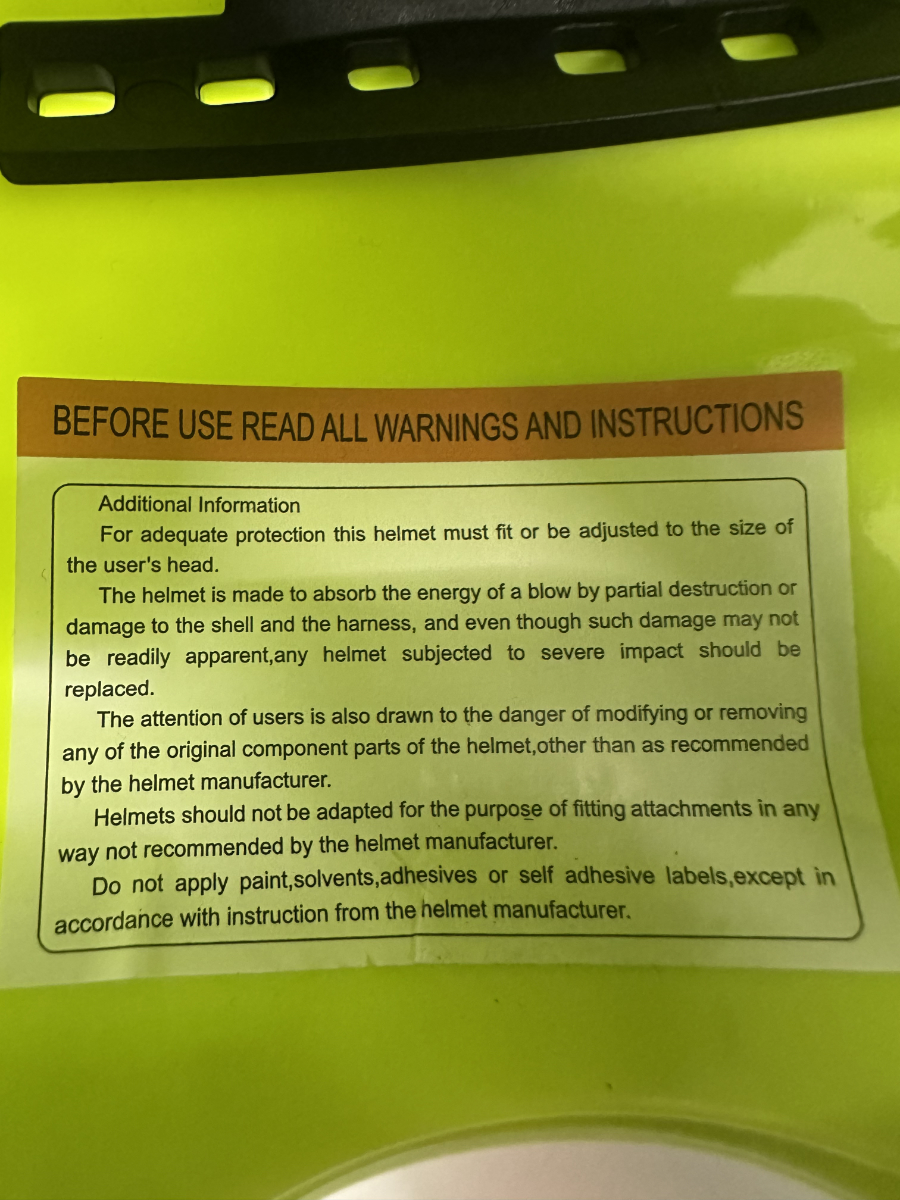 BEFORE USE READ ALL WARNINGS AND INSTRUCTIONS
Additional Information
For adequate protection this helmet must fit or be adjusted to the size of
the user's head.
The helmet is made to absorb the energy of a blow by partial destruction or
damage to the shell and the harness, and even though such damage may not
be readily apparent,any helmet subjected to severe impact should be
replaced.
The attention of users is also drawn to the danger of modifying or removing
any of the original component parts of the helmet,other than as recommended
by the helmet manufacturer.
Helmets should not be adapted for the purpose of fitting attachments in any
way not recommended by the helmet manufacturer.
Do not apply paint,solvents,adhesives or self adhesive labels,except in
accordance with instruction from the helmet manufacturer.